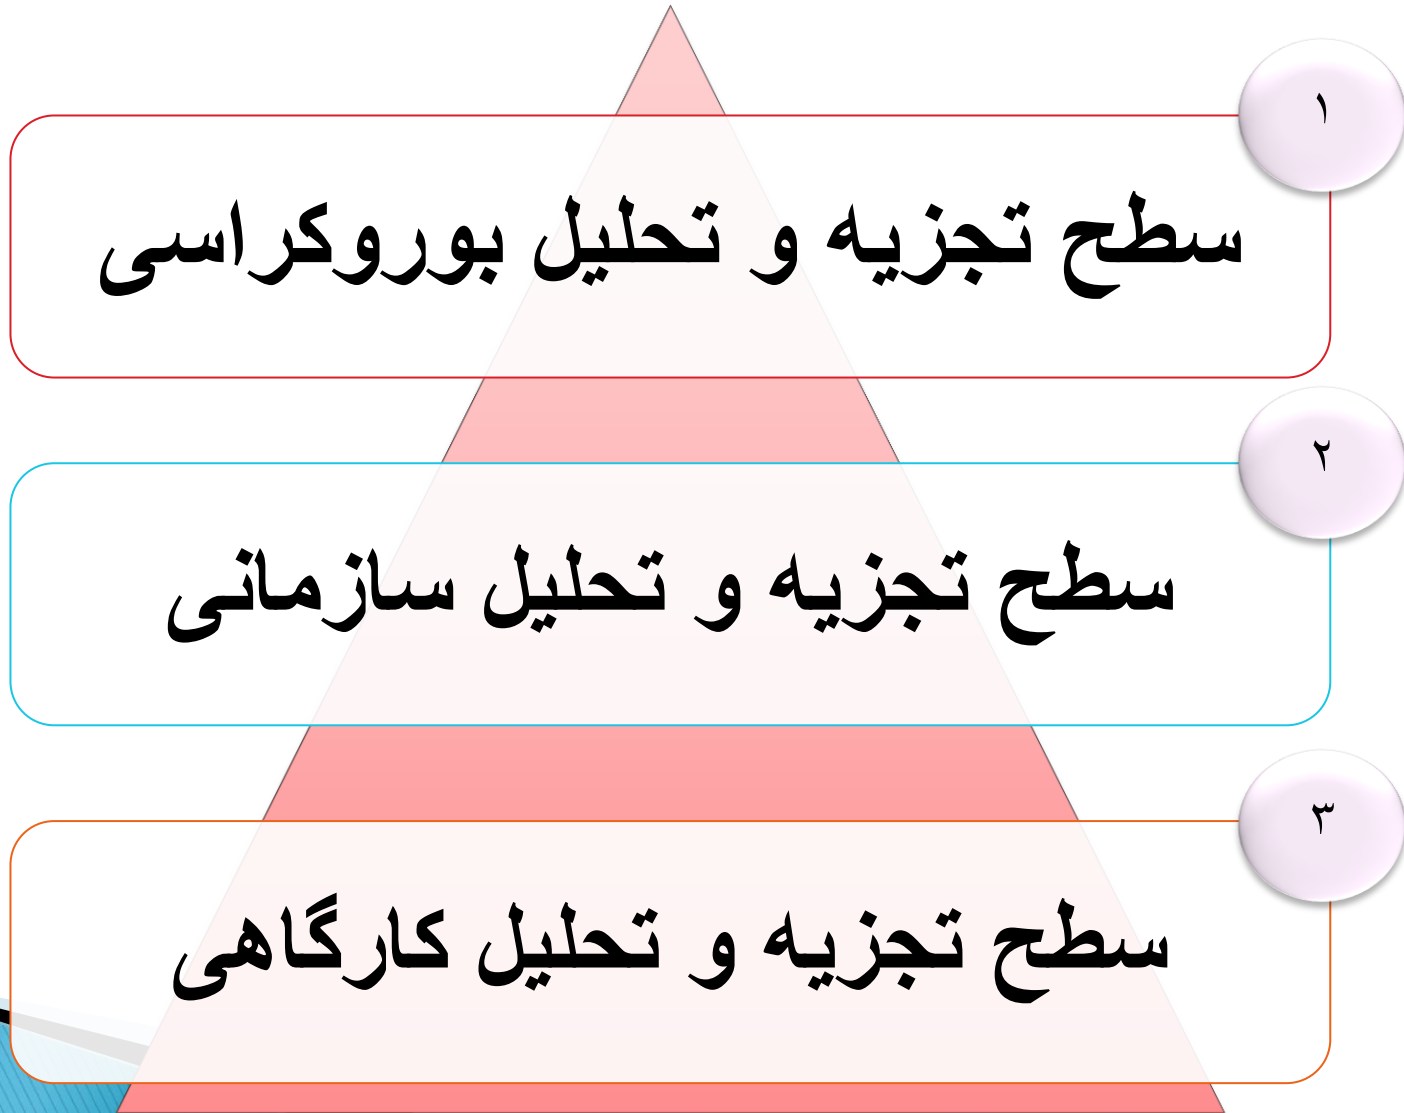 ۱
سطح تجزیه و تحلیل بوروکراسی
۲
سطح تجزیه و تحلیل سازمانی
۳
سطح تجزیه و تحلیل کارگاهی